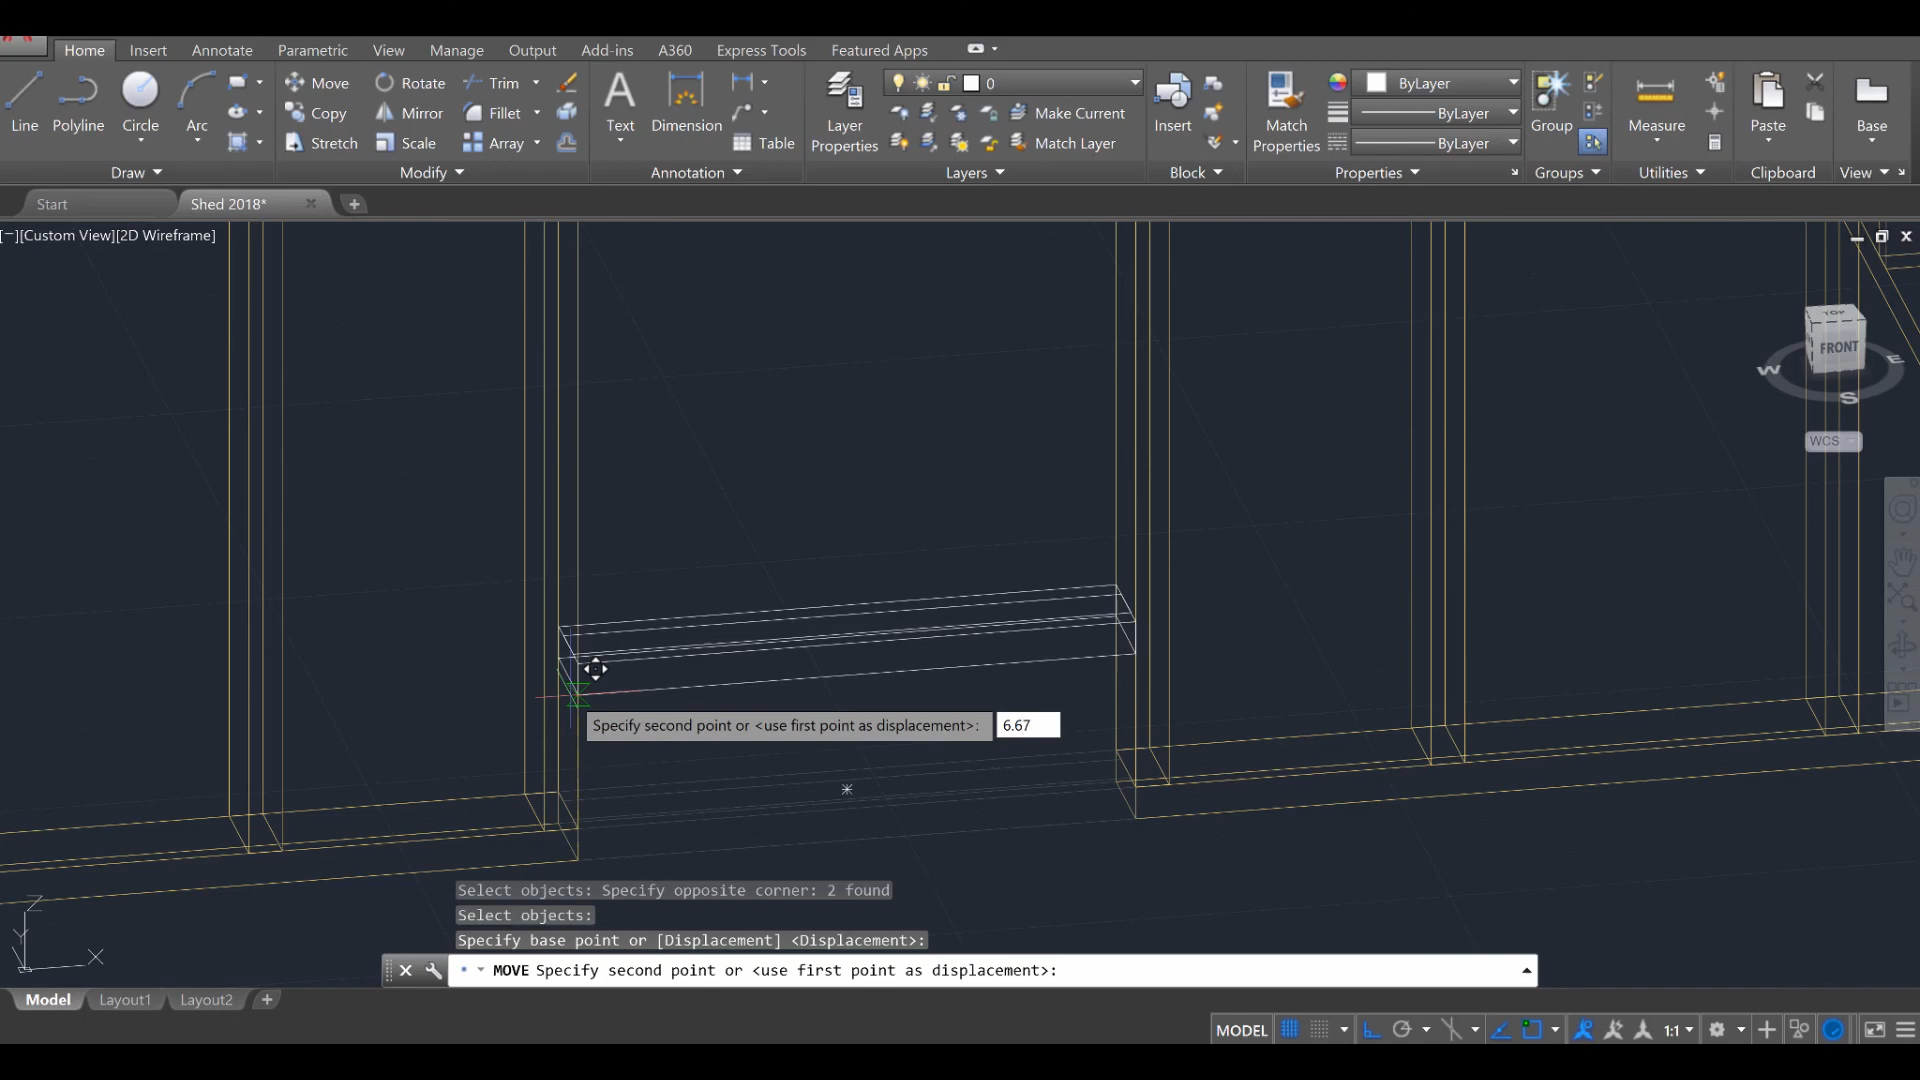 Home Insert Annotate Parametric View Manage Output Add-ins A360 Express Tools Featured Apps
Move Rotate Trim 0 ByLayer
Copy Mirror Fillet Make Current ByLayer
Line Polyline Circle Arc Text Dimension Layer Properties Insert Match Properties Group Measure Paste Base
Stretch Scale Array Table Match Layer ByLayer
Draw Modify Annotation Layers Block Properties Groups Utilities Clipboard View
Start Shed 2018*
[−][Custom View][2D Wireframe]
TOP
FRONT
W E
S
WCS
Specify second point or <use first point as displacement>: 6.67
Select objects: Specify opposite corner: 2 found
Z
Select objects:
Y
Specify base point or [Displacement] <Displacement>:
X
MOVE Specify second point or <use first point as displacement>:
Model Layout1 Layout2
MODEL 1:1